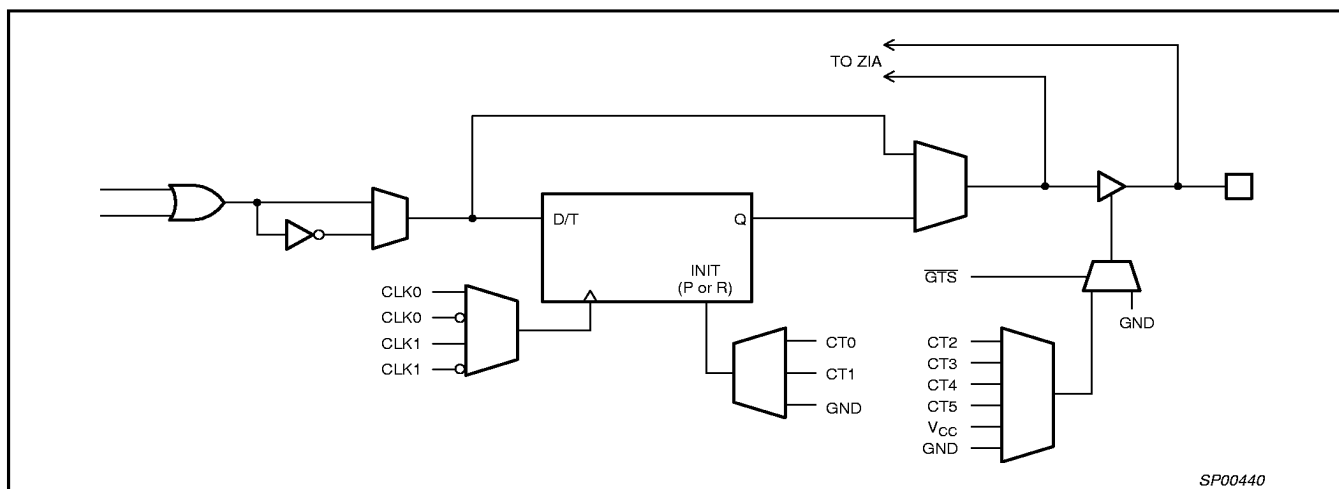 TO ZIA
D/T
Q
INIT
(P or R)
CLK0
CLK0
CLK1
CLK1
CT0
CT1
GND
GTS
GND
CT2
CT3
CT4
CT5
VCC
GND
SP00440